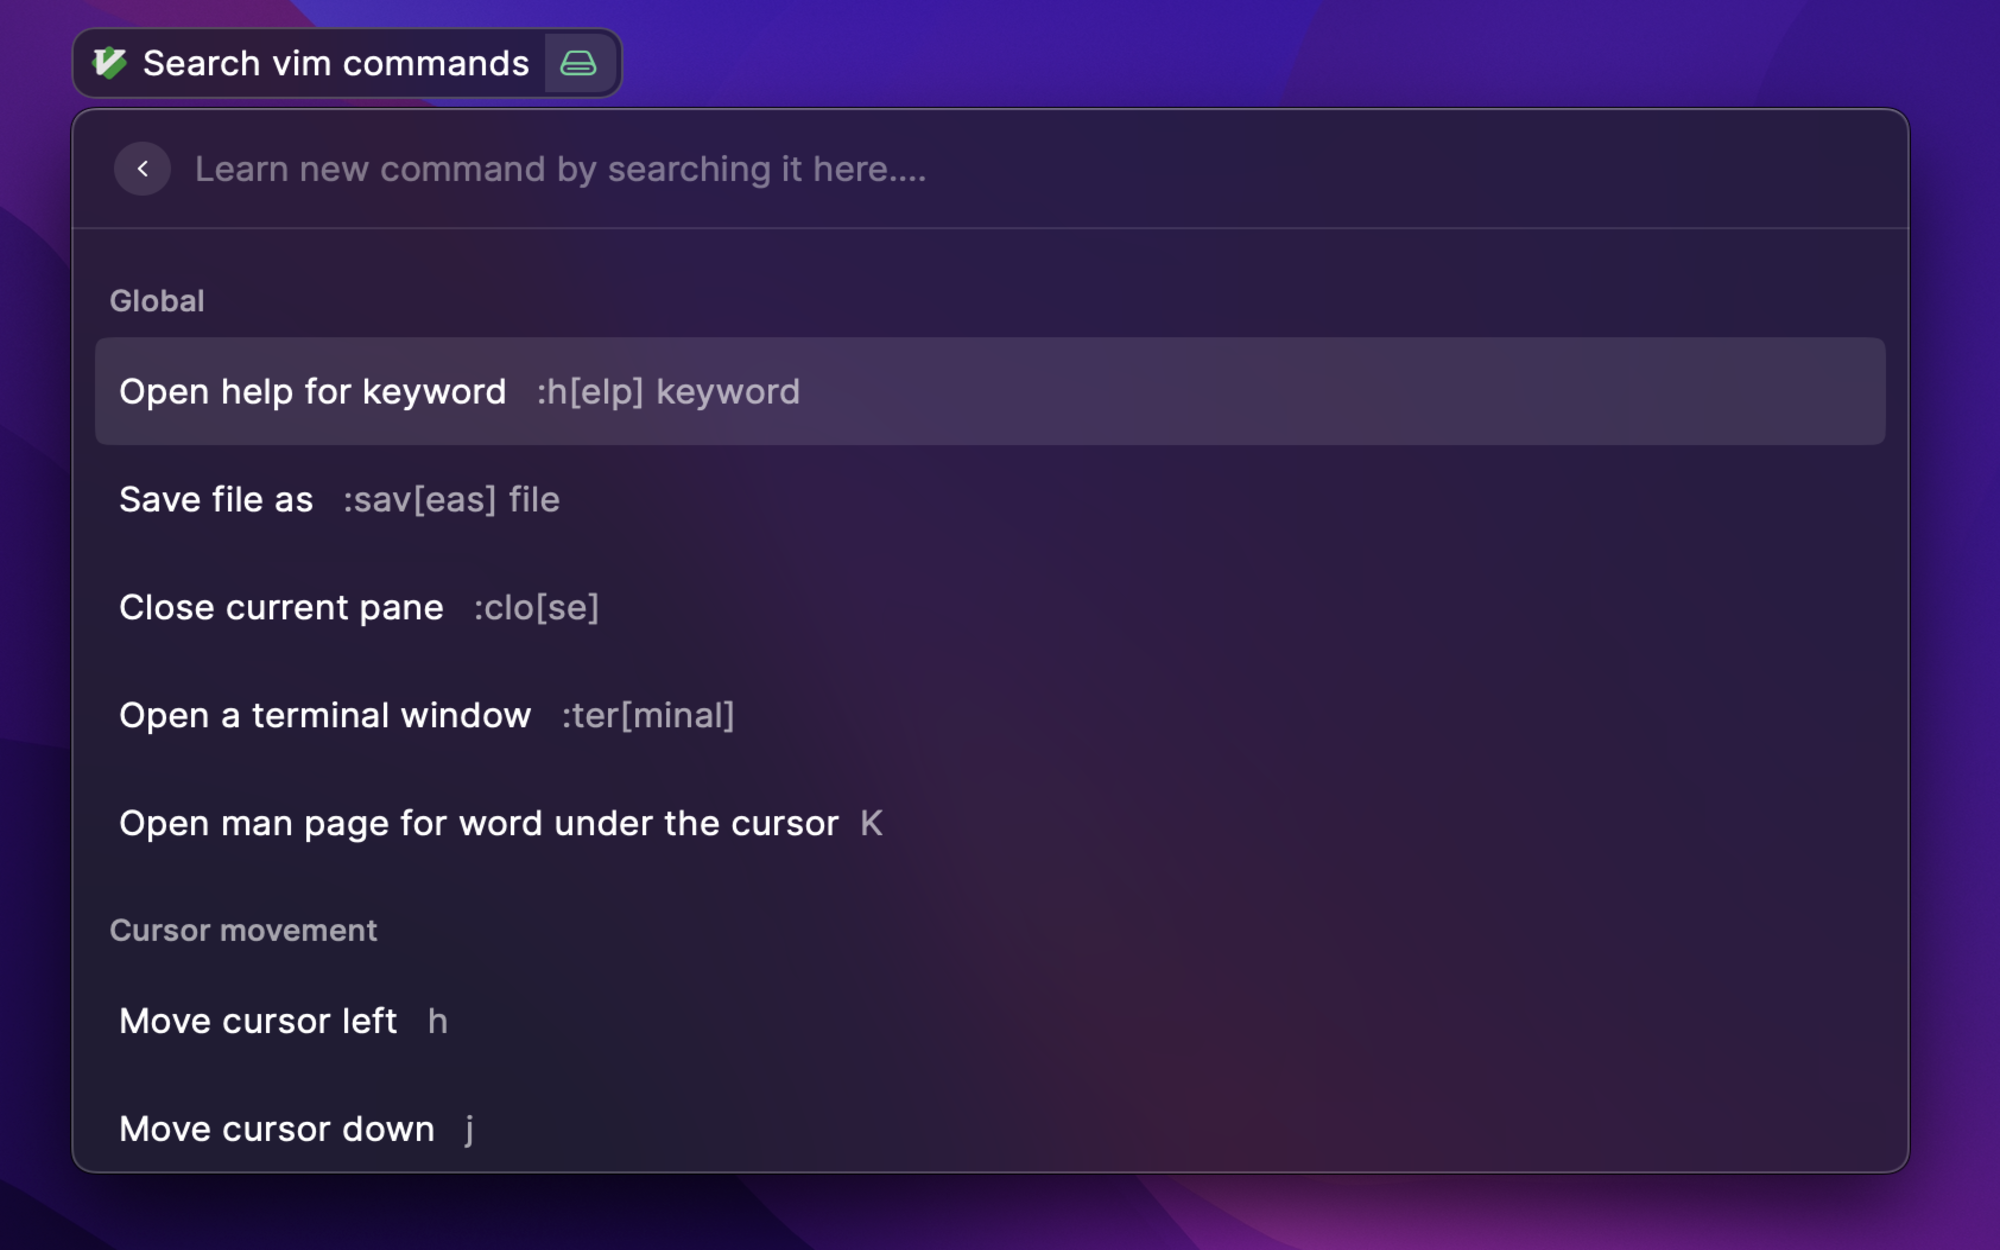 Search vim commands
Learn new command by searching it here....
Global
Open help for keyword :h[elp] keyword
Save file as :sav[eas] file
Close current pane :clo[se]
Open a terminal window :ter[minal]
Open man page for word under the cursor K
Cursor movement
Move cursor left h
Move cursor down j